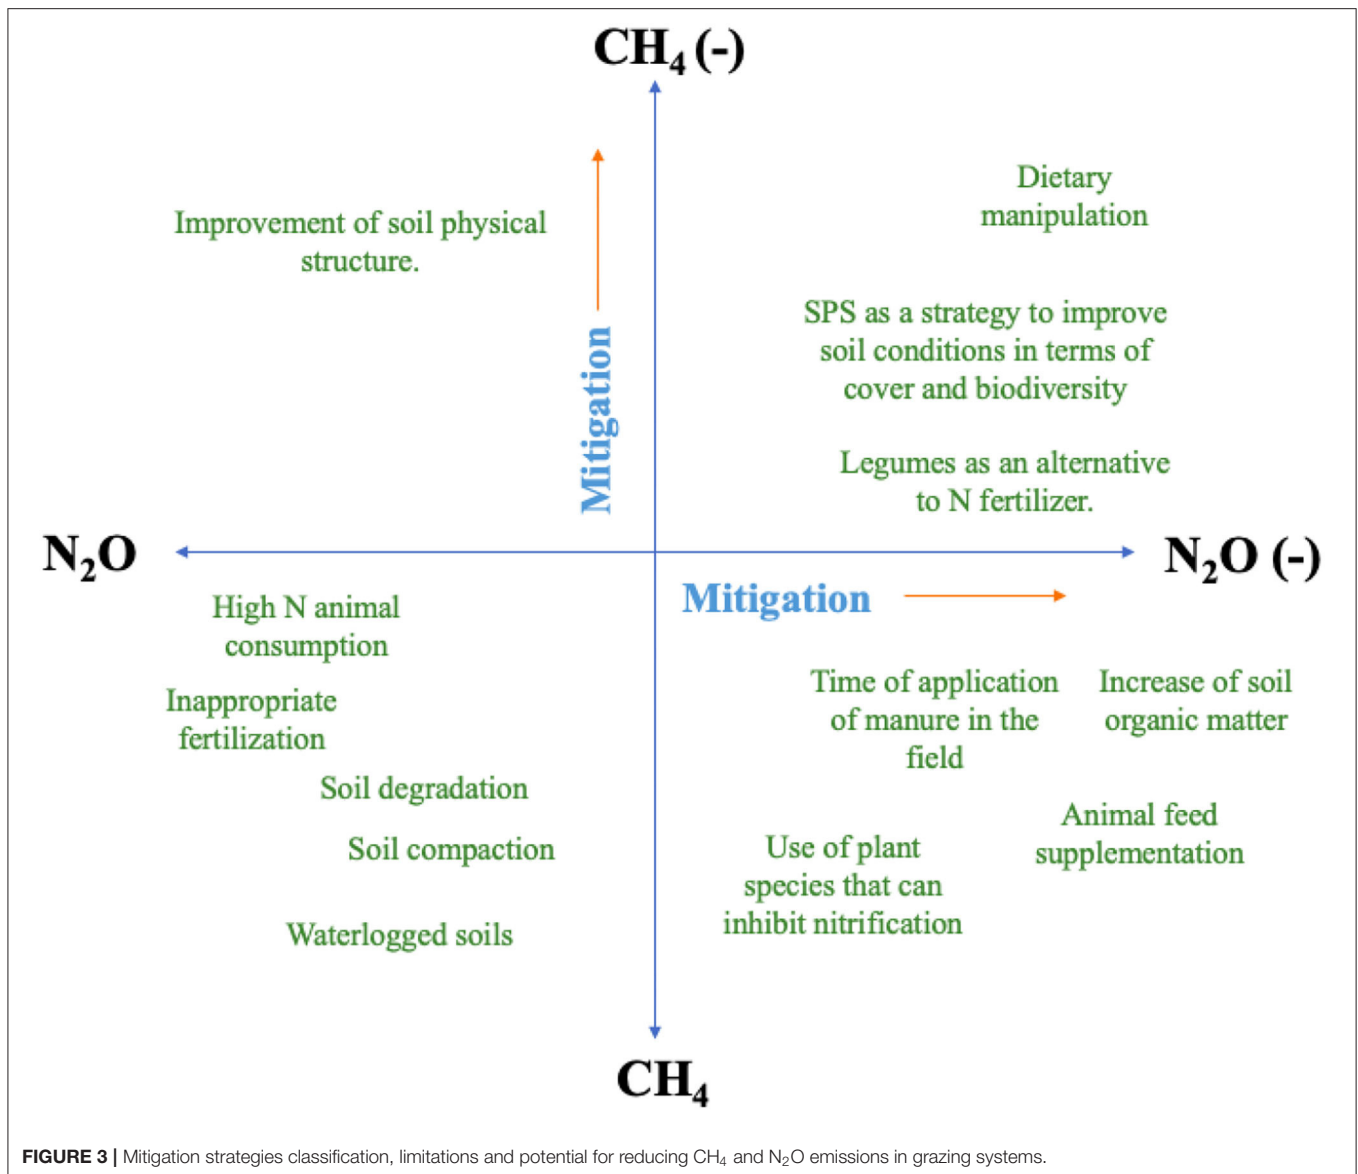 CH₄ (-)
Dietary
manipulation
Improvement of soil physical
structure.
SPS as a strategy to improve
soil conditions in terms of
cover and biodiversity
Mitigation
Legumes as an alternative
to N fertilizer.
N₂O
N₂O (-)
High N animal
consumption
Mitigation
Inappropriate
fertilization
Time of application
of manure in the
field
Increase of soil
organic matter
Soil degradation
Soil compaction
Animal feed
supplementation
Use of plant
species that can
inhibit nitrification
Waterlogged soils
CH₄
FIGURE 3 | Mitigation strategies classification, limitations and potential for reducing CH₄ and N₂O emissions in grazing systems.